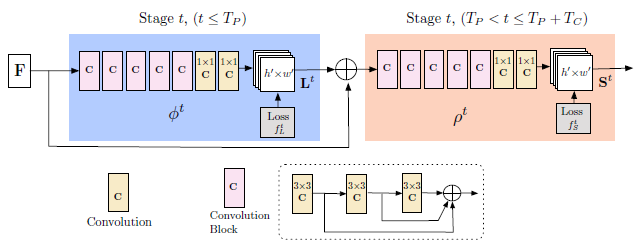 Stage t, (t ≤ T_P)
Stage t, (T_P < t ≤ T_P + T_C)
F
C C C C C 1×1 C 1×1 C
h′×w′
L^t
Loss
f_L^t
ϕ^t
C C C C C 1×1 C 1×1 C
h′×w′
S^t
Loss
f_S^t
ρ^t
C
Convolution
C
Convolution
Block
3×3 3×3 3×3
C C C